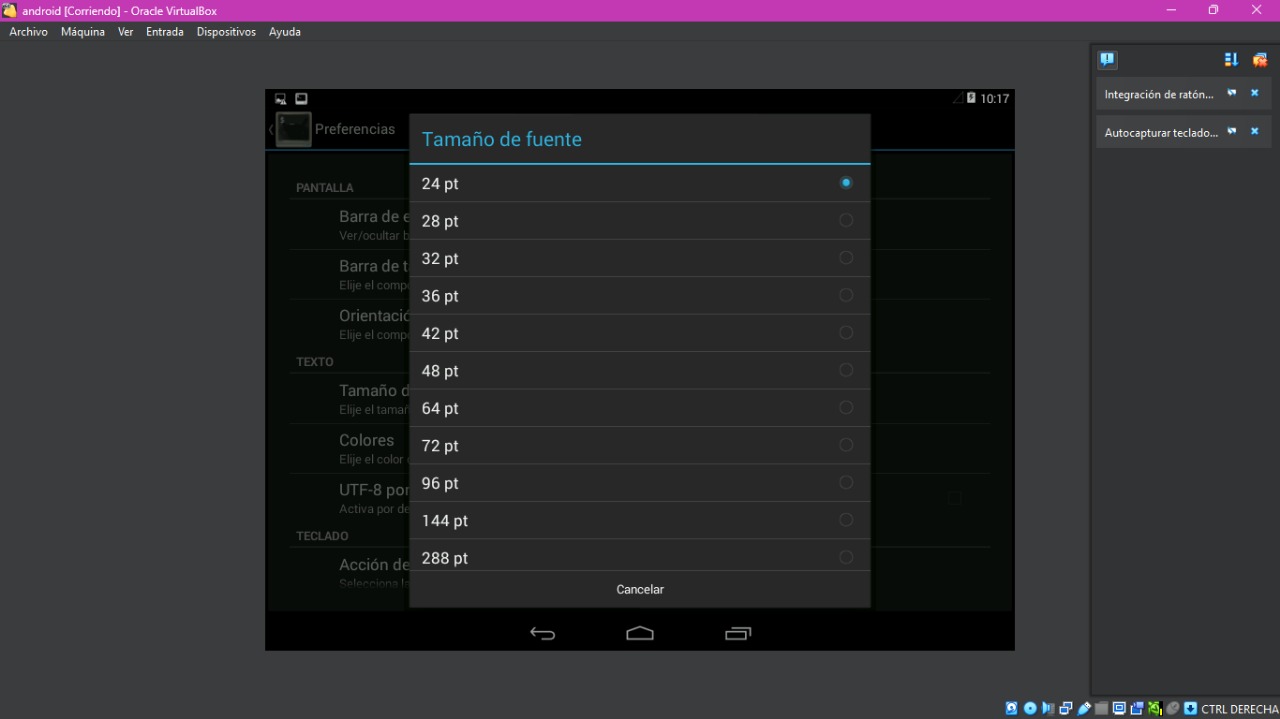 android [Corriendo] - Oracle VirtualBox
Archivo Máquina Ver Entrada Dispositivos Ayuda
Integración de ratón...
Autocapturar teclado...
10:17
Preferencias
Tamaño de fuente
24 pt
28 pt
32 pt
36 pt
42 pt
48 pt
64 pt
72 pt
96 pt
144 pt
288 pt
Cancelar
PANTALLA
Barra de e
Ver/ocultar b
Barra de t
Elije el comp
Orientació
Elije el comp
TEXTO
Tamaño d
Elije el tamañ
Colores
Elije el color
UTF-8 por
Activa por de
TECLADO
Acción de
Selecciona la
CTRL DERECHA